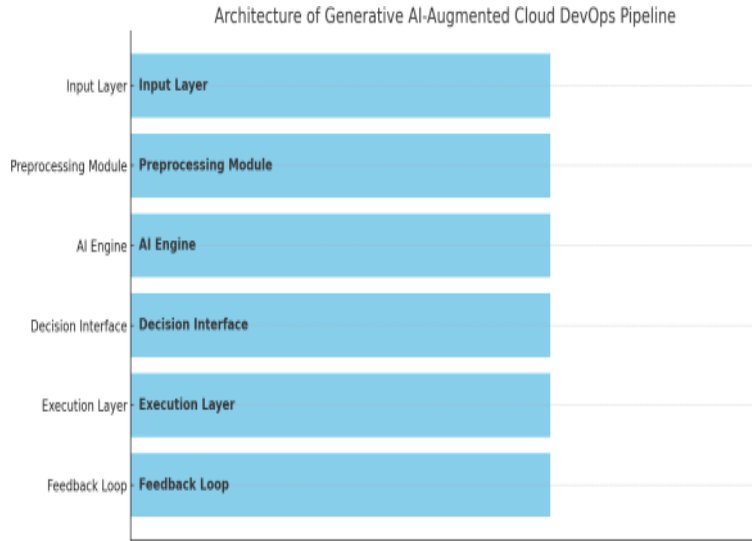 Architecture of Generative AI-Augmented Cloud DevOps Pipeline
Input Layer Input Layer
Preprocessing Module Preprocessing Module
AI Engine AI Engine
Decision Interface Decision Interface
Execution Layer Execution Layer
Feedback Loop Feedback Loop